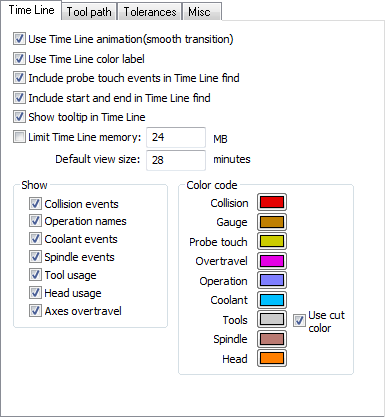 Time Line Tool path Tolerances Misc
Use Time Line animation(smooth transition)
Use Time Line color label
Include probe touch events in Time Line find
Include start and end in Time Line find
Show tooltip in Time Line
Limit Time Line memory: 24 MB
Default view size: 28 minutes
Show
Collision events
Operation names
Coolant events
Spindle events
Tool usage
Head usage
Axes overtravel
Color code
Collision
Gauge
Probe touch
Overtravel
Operation
Coolant
Tools
Use cut
color
Spindle
Head